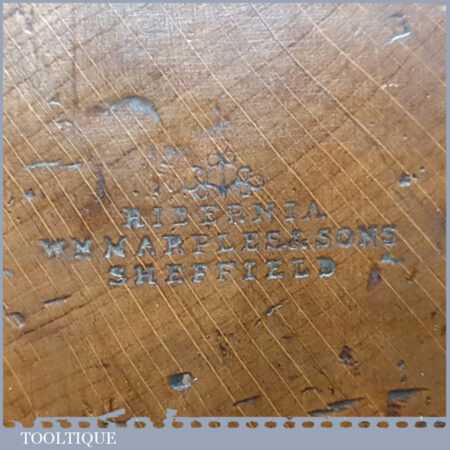 HIBERNIA
WM MARPLES & SONS
SHEFFIELD
TOOLTIQUE